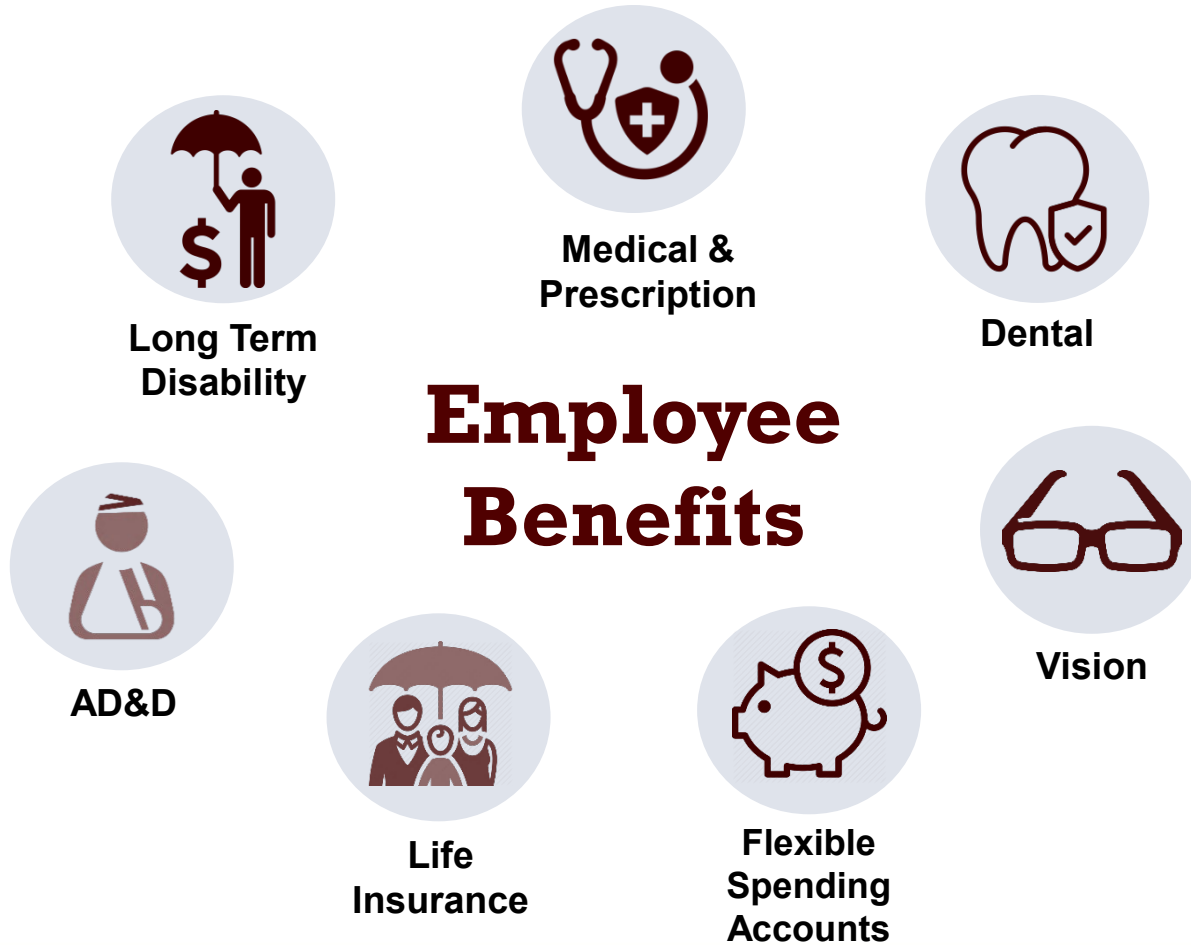 Medical &
Prescription
Dental
Long Term
Disability
Employee
Benefits
Vision
AD&D
Life
Insurance
Flexible
Spending
Accounts
$
$